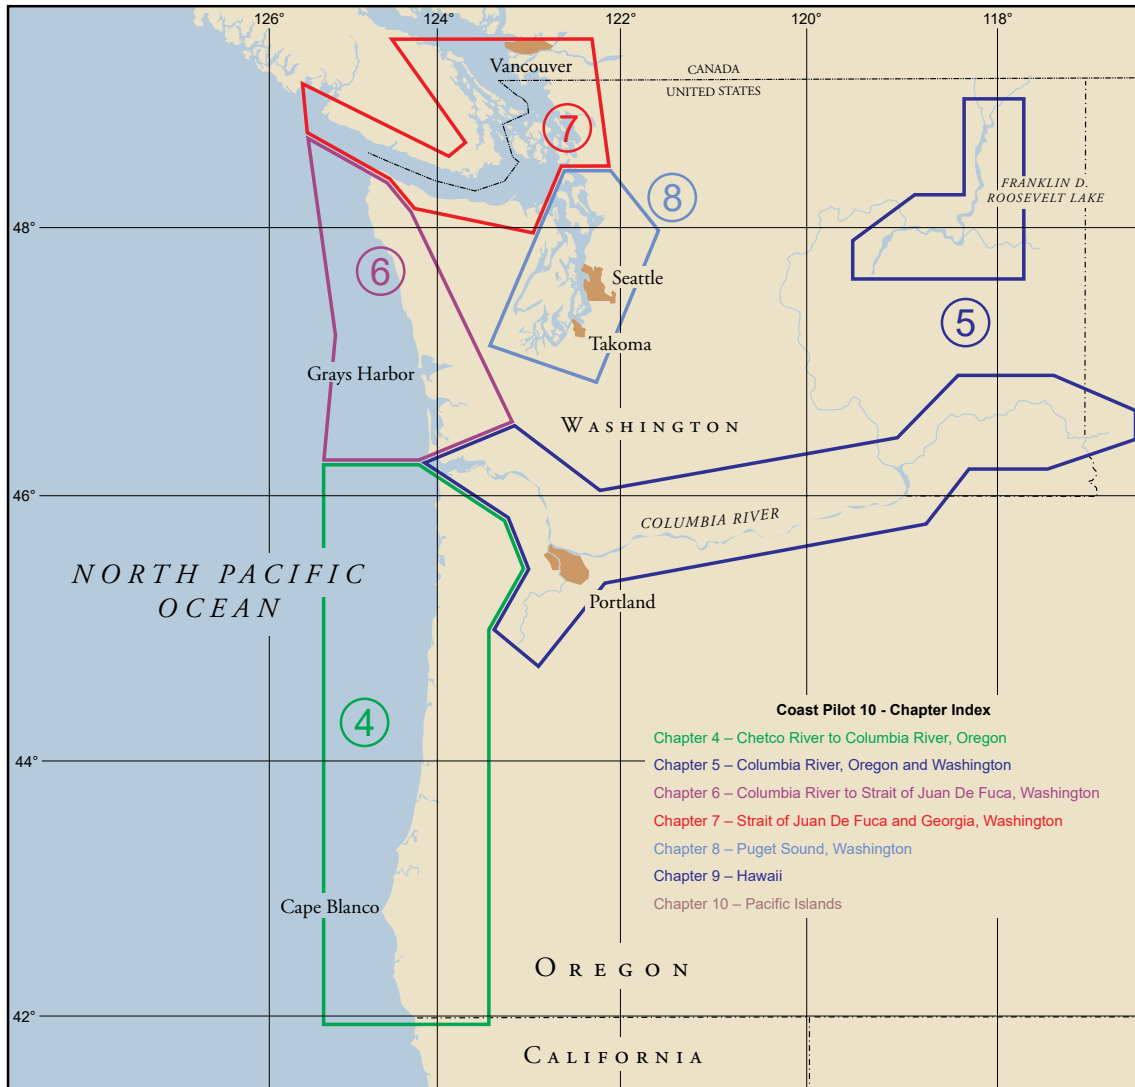 126° 124° 122° 120° 118°
Vancouver
CANADA
UNITED STATES
7
FRANKLIN D.
ROOSEVELT LAKE
8
48°
6
Seattle
5
Takoma
Grays Harbor
WASHINGTON
46°
COLUMBIA RIVER
NORTH PACIFIC
OCEAN
Portland
4
Coast Pilot 10 - Chapter Index
Chapter 4 – Chetco River to Columbia River, Oregon
44°
Chapter 5 – Columbia River, Oregon and Washington
Chapter 6 – Columbia River to Strait of Juan De Fuca, Washington
Chapter 7 – Strait of Juan De Fuca and Georgia, Washington
Chapter 8 – Puget Sound, Washington
Chapter 9 – Hawaii
Chapter 10 – Pacific Islands
Cape Blanco
OREGON
42°
CALIFORNIA